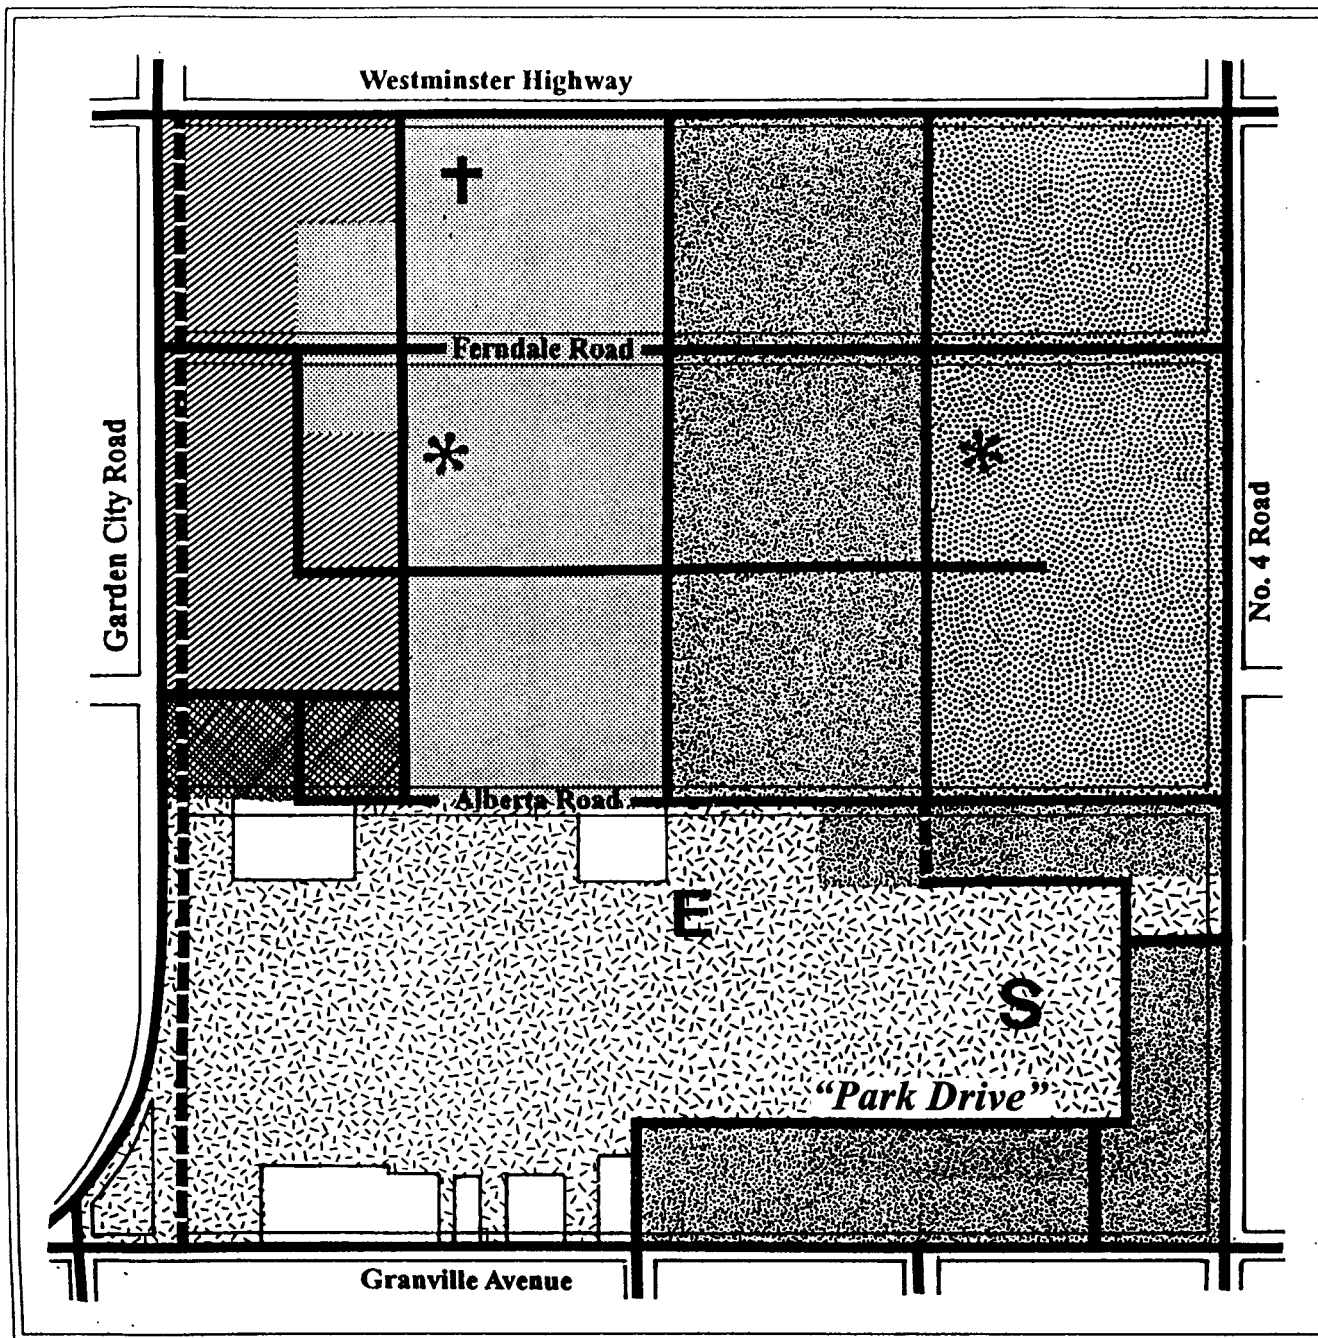 Westminster Highway
Ferndale Road
Garden City Road
No. 4 Road
Alberta Road
E
S
“Park Drive”
Granville Avenue